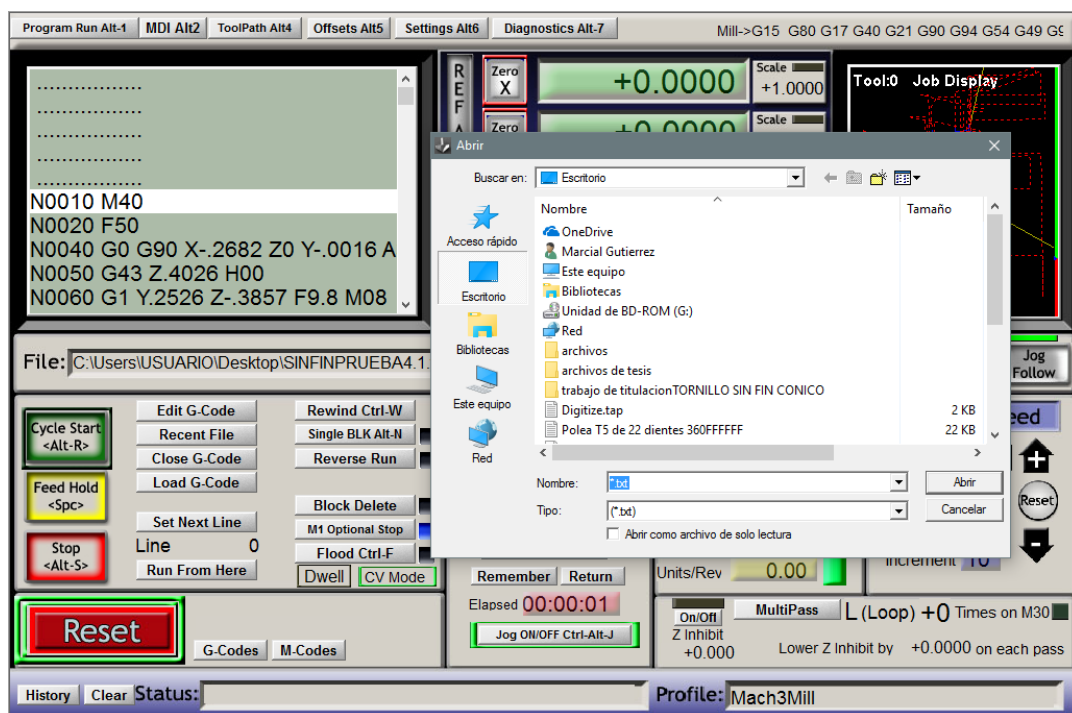 Program Run Alt-1 MDI Alt2 ToolPath Alt4 Offsets Alt5 Settings Alt6 Diagnostics Alt-7 Mill->G15 G80 G17 G40 G21 G90 G94 G54 G49
.................
.................
.................
.................
.................
N0010 M40
N0020 F50
N0040 G0 G90 X-.2682 Z0 Y-.0016 A
N0050 G43 Z.4026 H00
N0060 G1 Y.2526 Z-.3857 F9.8 M08
R
E
F
Zero
X
+0.0000
Scale
+1.0000
Zero
+0.0000
Scale
Tool:0 Job Display
Abrir
Buscar en: Escritorio
Acceso rápido
Escritorio
Bibliotecas
Este equipo
Red
Nombre Tamaño
OneDrive
Marcial Gutierrez
Este equipo
Bibliotecas
Unidad de BD-ROM (G:)
Red
archivos
archivos de tesis
trabajo de titulacionTORNILLO SIN FIN CONICO
Digitize.tap 2 KB
Polea T5 de 22 dientes 360FFFFFF 22 KB
Nombre: *.txt Abrir
Tipo: (*.txt) Cancelar
Abrir como archivo de solo lectura
File: C:\Users\USUARIO\Desktop\SINFINPRUEBA4.1.
Jog
Follow
Cycle Start
<Alt-R>
Feed Hold
<Spc>
Stop
<Alt-S>
Edit G-Code
Recent File
Close G-Code
Load G-Code
Set Next Line
Line 0
Run From Here
Rewind Ctrl-W
Single BLK Alt-N
Reverse Run
Block Delete
M1 Optional Stop
Flood Ctrl-F
Dwell CV Mode
eed
+
Reset
-
Remember Return
Elapsed 00:00:01
Jog ON/OFF Ctrl-Alt-J
Units/Rev 0.00
Increment 10
On/Off
Z Inhibit
+0.000
MultiPass L (Loop) +0 Times on M30
Lower Z Inhibit by +0.0000 on each pass
Reset
G-Codes M-Codes
History Clear Status:
Profile: Mach3Mill